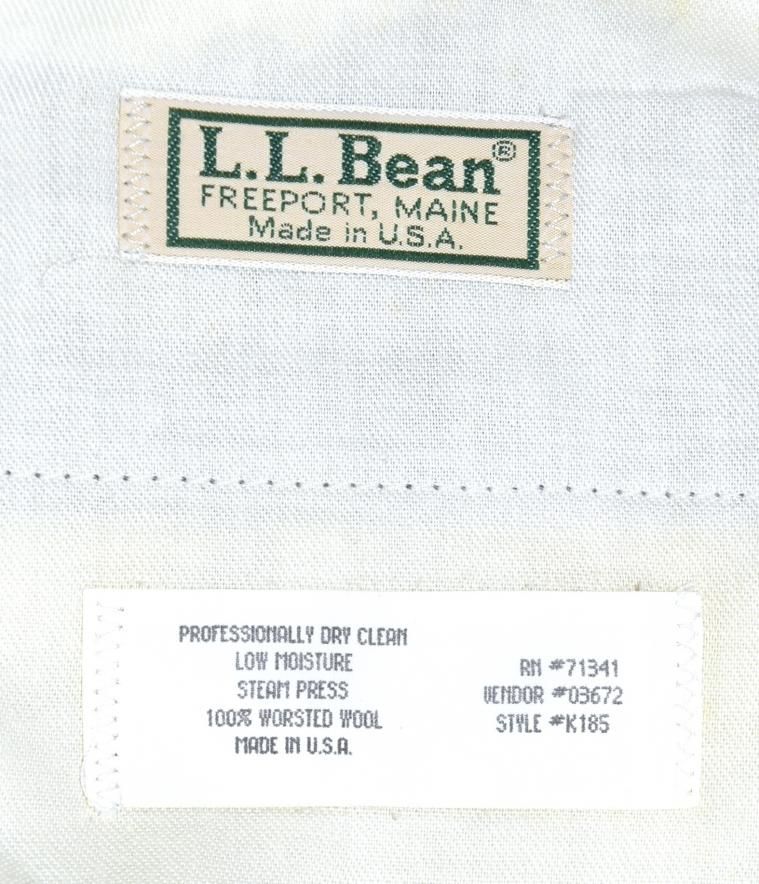 L.L.Bean®
FREEPORT, MAINE
Made in U.S.A.
PROFESSIONALLY DRY CLEAN
LOW MOISTURE
STEAM PRESS
100% WORSTED WOOL
MADE IN U.S.A.
RN #71341
VENDOR #03672
STYLE #K185